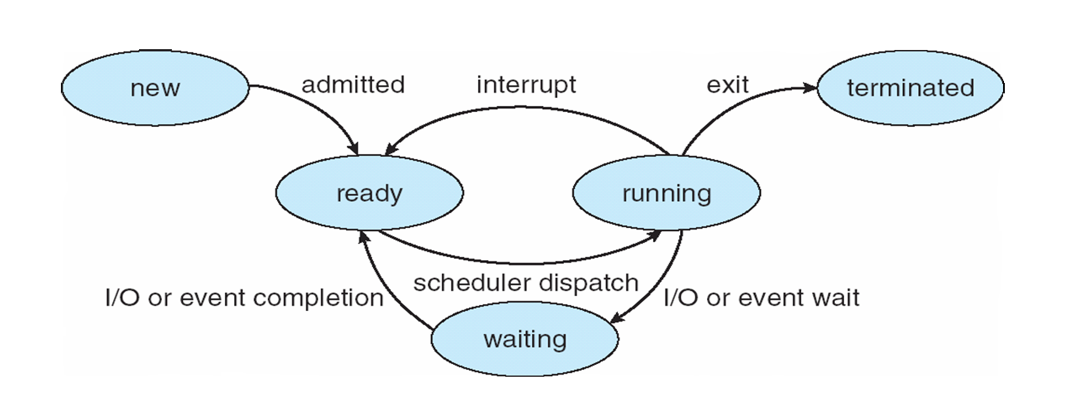 new
admitted
interrupt
exit
terminated
ready
running
scheduler dispatch
I/O or event completion
I/O or event wait
waiting